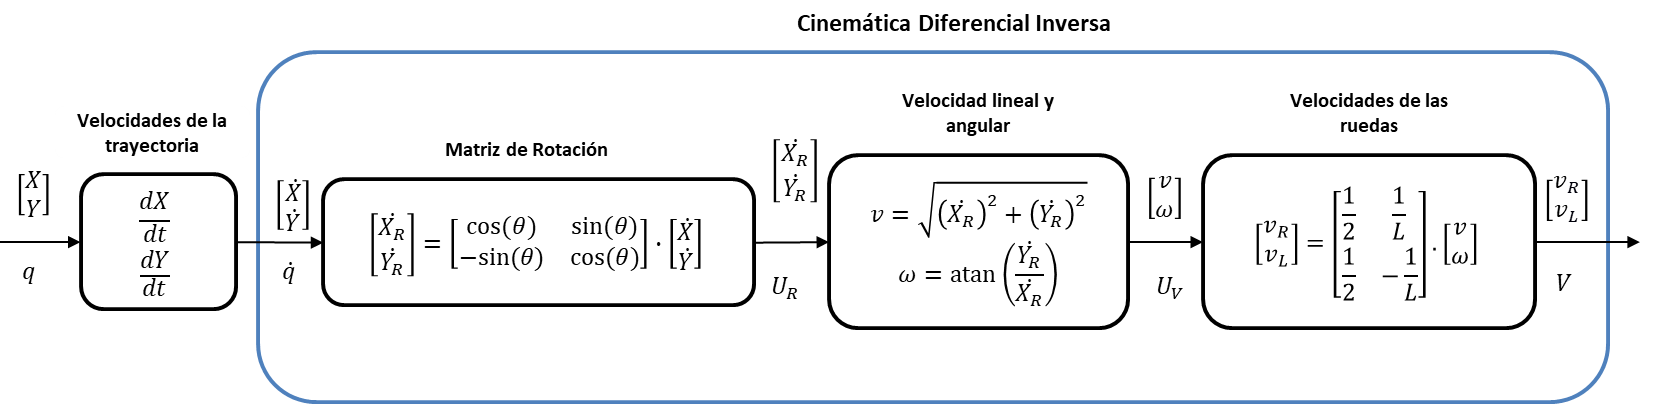 Cinemática Diferencial Inversa
Velocidades de la
trayectoria
[X
Y]
q
dX
dt
dY
dt
[Ẋ
Ẏ]
q̇
Matriz de Rotación
[Ẋ_R
Ẏ_R] = [cos(θ) sin(θ)
−sin(θ) cos(θ)] · [Ẋ
Ẏ]
[Ẋ_R
Ẏ_R]
U_R
Velocidad lineal y
angular
v = √((Ẋ_R)² + (Ẏ_R)²)
ω = atan(Ẏ_R/Ẋ_R)
[v
ω]
U_V
Velocidades de las
ruedas
[v_R
v_L] = [1/2 1/L
1/2 −1/L] · [v
ω]
[v_R
v_L]
V